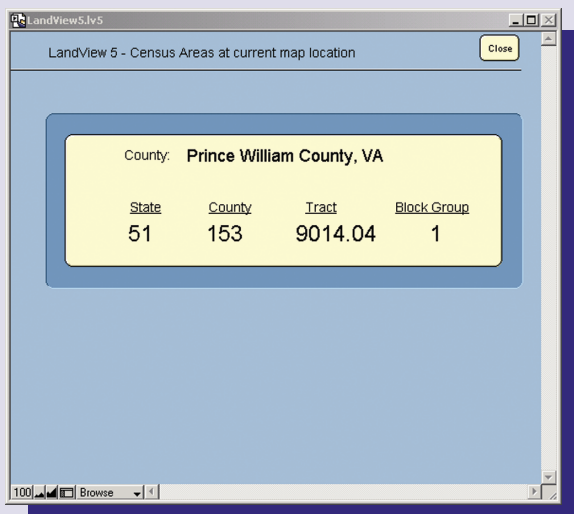 LandView5.lv5
LandView 5 - Census Areas at current map location
Close
County: Prince William County, VA
State County Tract Block Group
51 153 9014.04 1
100 Browse